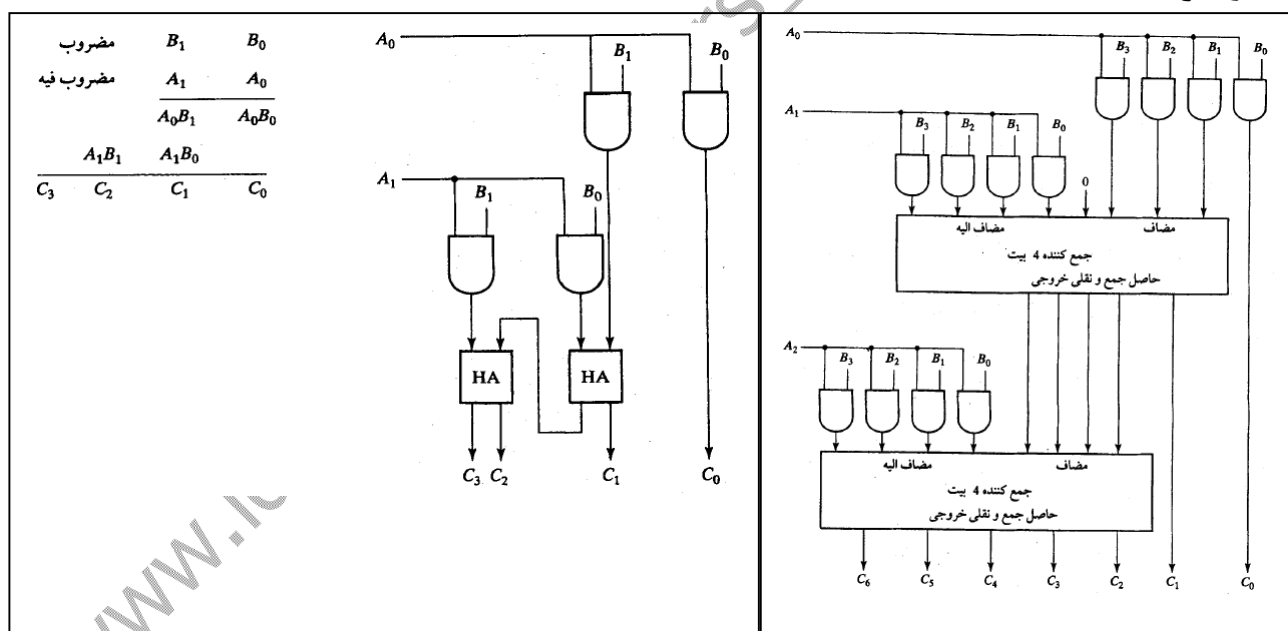 مضروب B₁ B₀
مضروب فیه A₁ A₀
A₀B₁ A₀B₀
A₁B₁ A₁B₀
C₃ C₂ C₁ C₀
A₀
B₁ B₀
A₁
B₁ B₀
HA HA
C₃ C₂ C₁ C₀
A₀
B₃ B₂ B₁ B₀
A₁
B₃ B₂ B₁ B₀
0
مضاف الیه مضاف
جمع کننده 4 بیت
حاصل جمع و نقلی خروجی
A₂
B₃ B₂ B₁ B₀
مضاف الیه مضاف
جمع کننده 4 بیت
حاصل جمع و نقلی خروجی
C₆ C₅ C₄ C₃ C₂ C₁ C₀